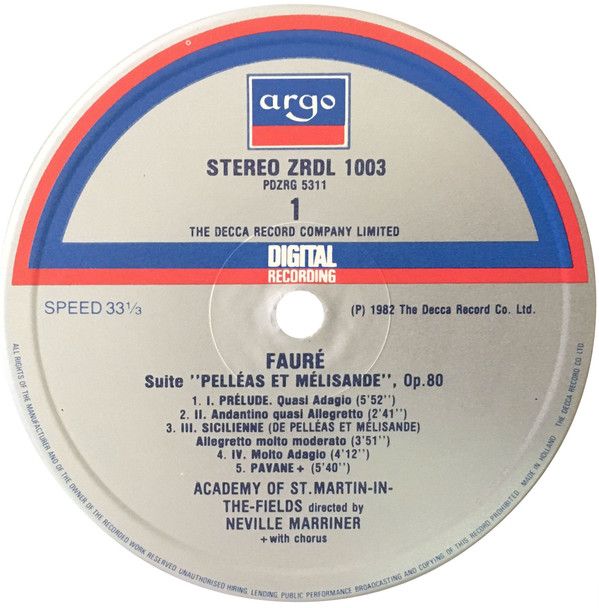 argo
STEREO ZRDL 1003
PDZRG 5311
1
THE DECCA RECORD COMPANY LIMITED
DIGITAL
RECORDING
SPEED 33⅓
(P) 1982 The Decca Record Co. Ltd.
FAURÉ
Suite "PELLÉAS ET MÉLISANDE", Op.80
1. I. PRÉLUDE. Quasi Adagio (5'52")
2. II. Andantino quasi Allegretto (2'41")
3. III. SICILIENNE (DE PELLÉAS ET MÉLISANDE)
Allegretto molto moderato (3'51")
4. IV. Molto Adagio (4'12")
5. PAVANE + (5'40")
ACADEMY OF ST.MARTIN-IN-
THE-FIELDS directed by
NEVILLE MARRINER
+ with chorus
ALL RIGHTS OF THE MANUFACTURER AND OF THE OWNER OF THE RECORDED WORK RESERVED. UNAUTHORISED HIRING, LENDING, PUBLIC PERFORMANCE BROADCASTING AND COPYING OF THIS RECORD PROHIBITED. MADE IN HOLLAND THE DECCA RECORD CO LTD